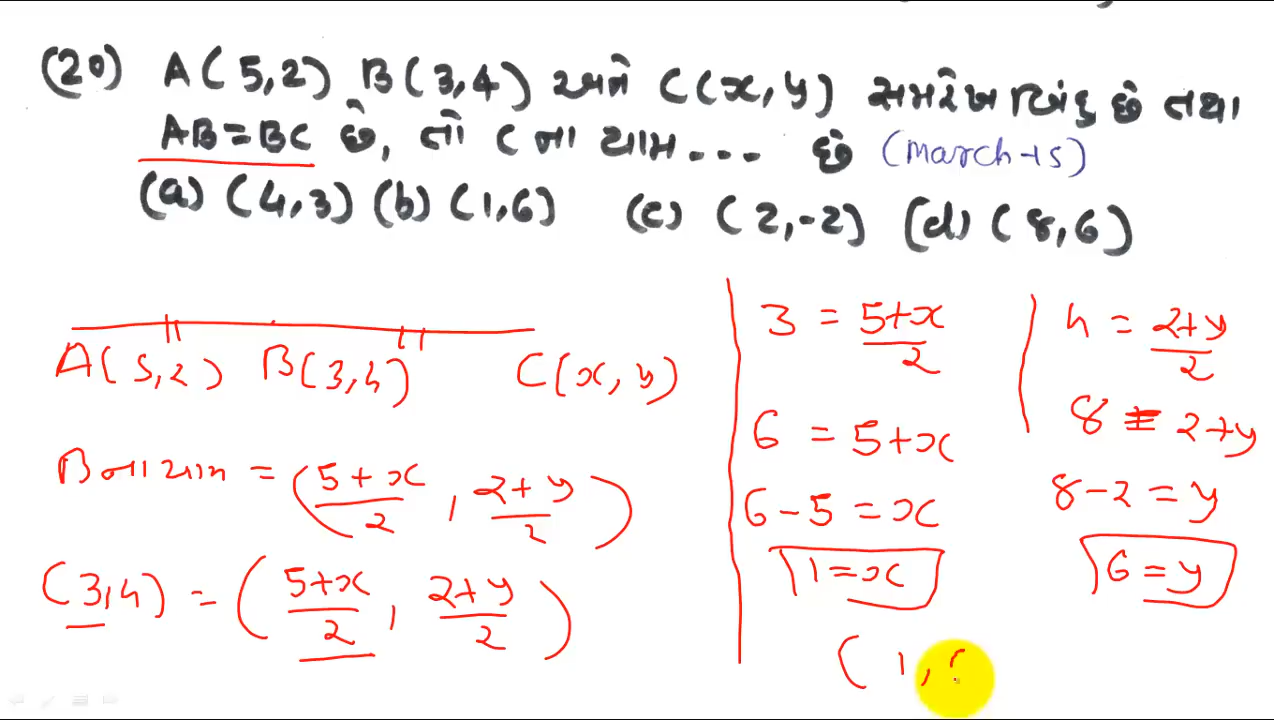 (20) A(5,2) B(3,4) અને C(x,y) સમરેખ બિંદુ છે તથા
AB=BC છે, તો C ના યામ... છે (March-15)
(a) (4,3) (b) (1,6) (c) (2,-2) (d) (8,6)
A(5,2) B(3,4) C(x,y)
B ના યામ = (5+x/2, 2+y/2)
(3,4) = (5+x/2, 2+y/2)
3 = 5+x/2
6 = 5+x
6-5 = x
1=x
4 = 2+y/2
8 = 2+y
8-2 = y
6=y
(1,